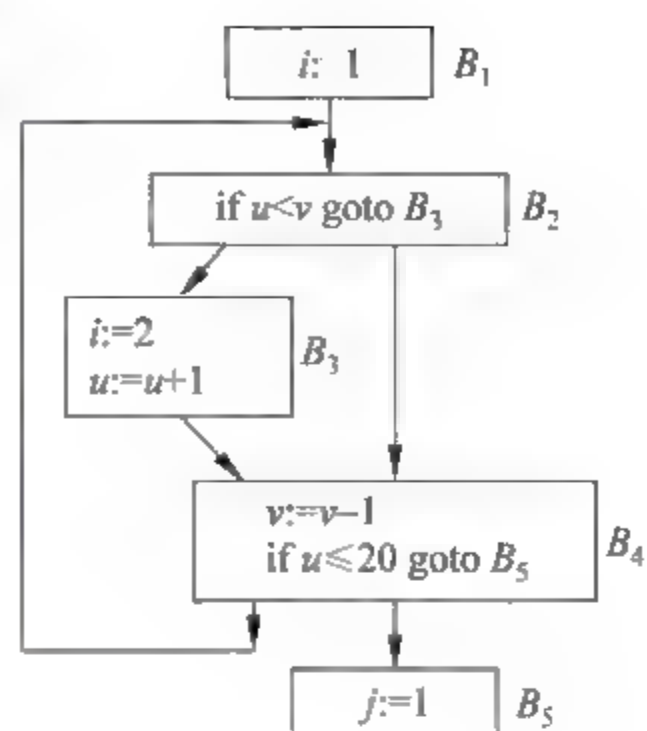 i: 1
B₁
if u<v goto B₃
B₂
i:=2
u:=u+1
B₃
v:=v−1
if u⩽20 goto B₅
B₄
j:=1
B₅